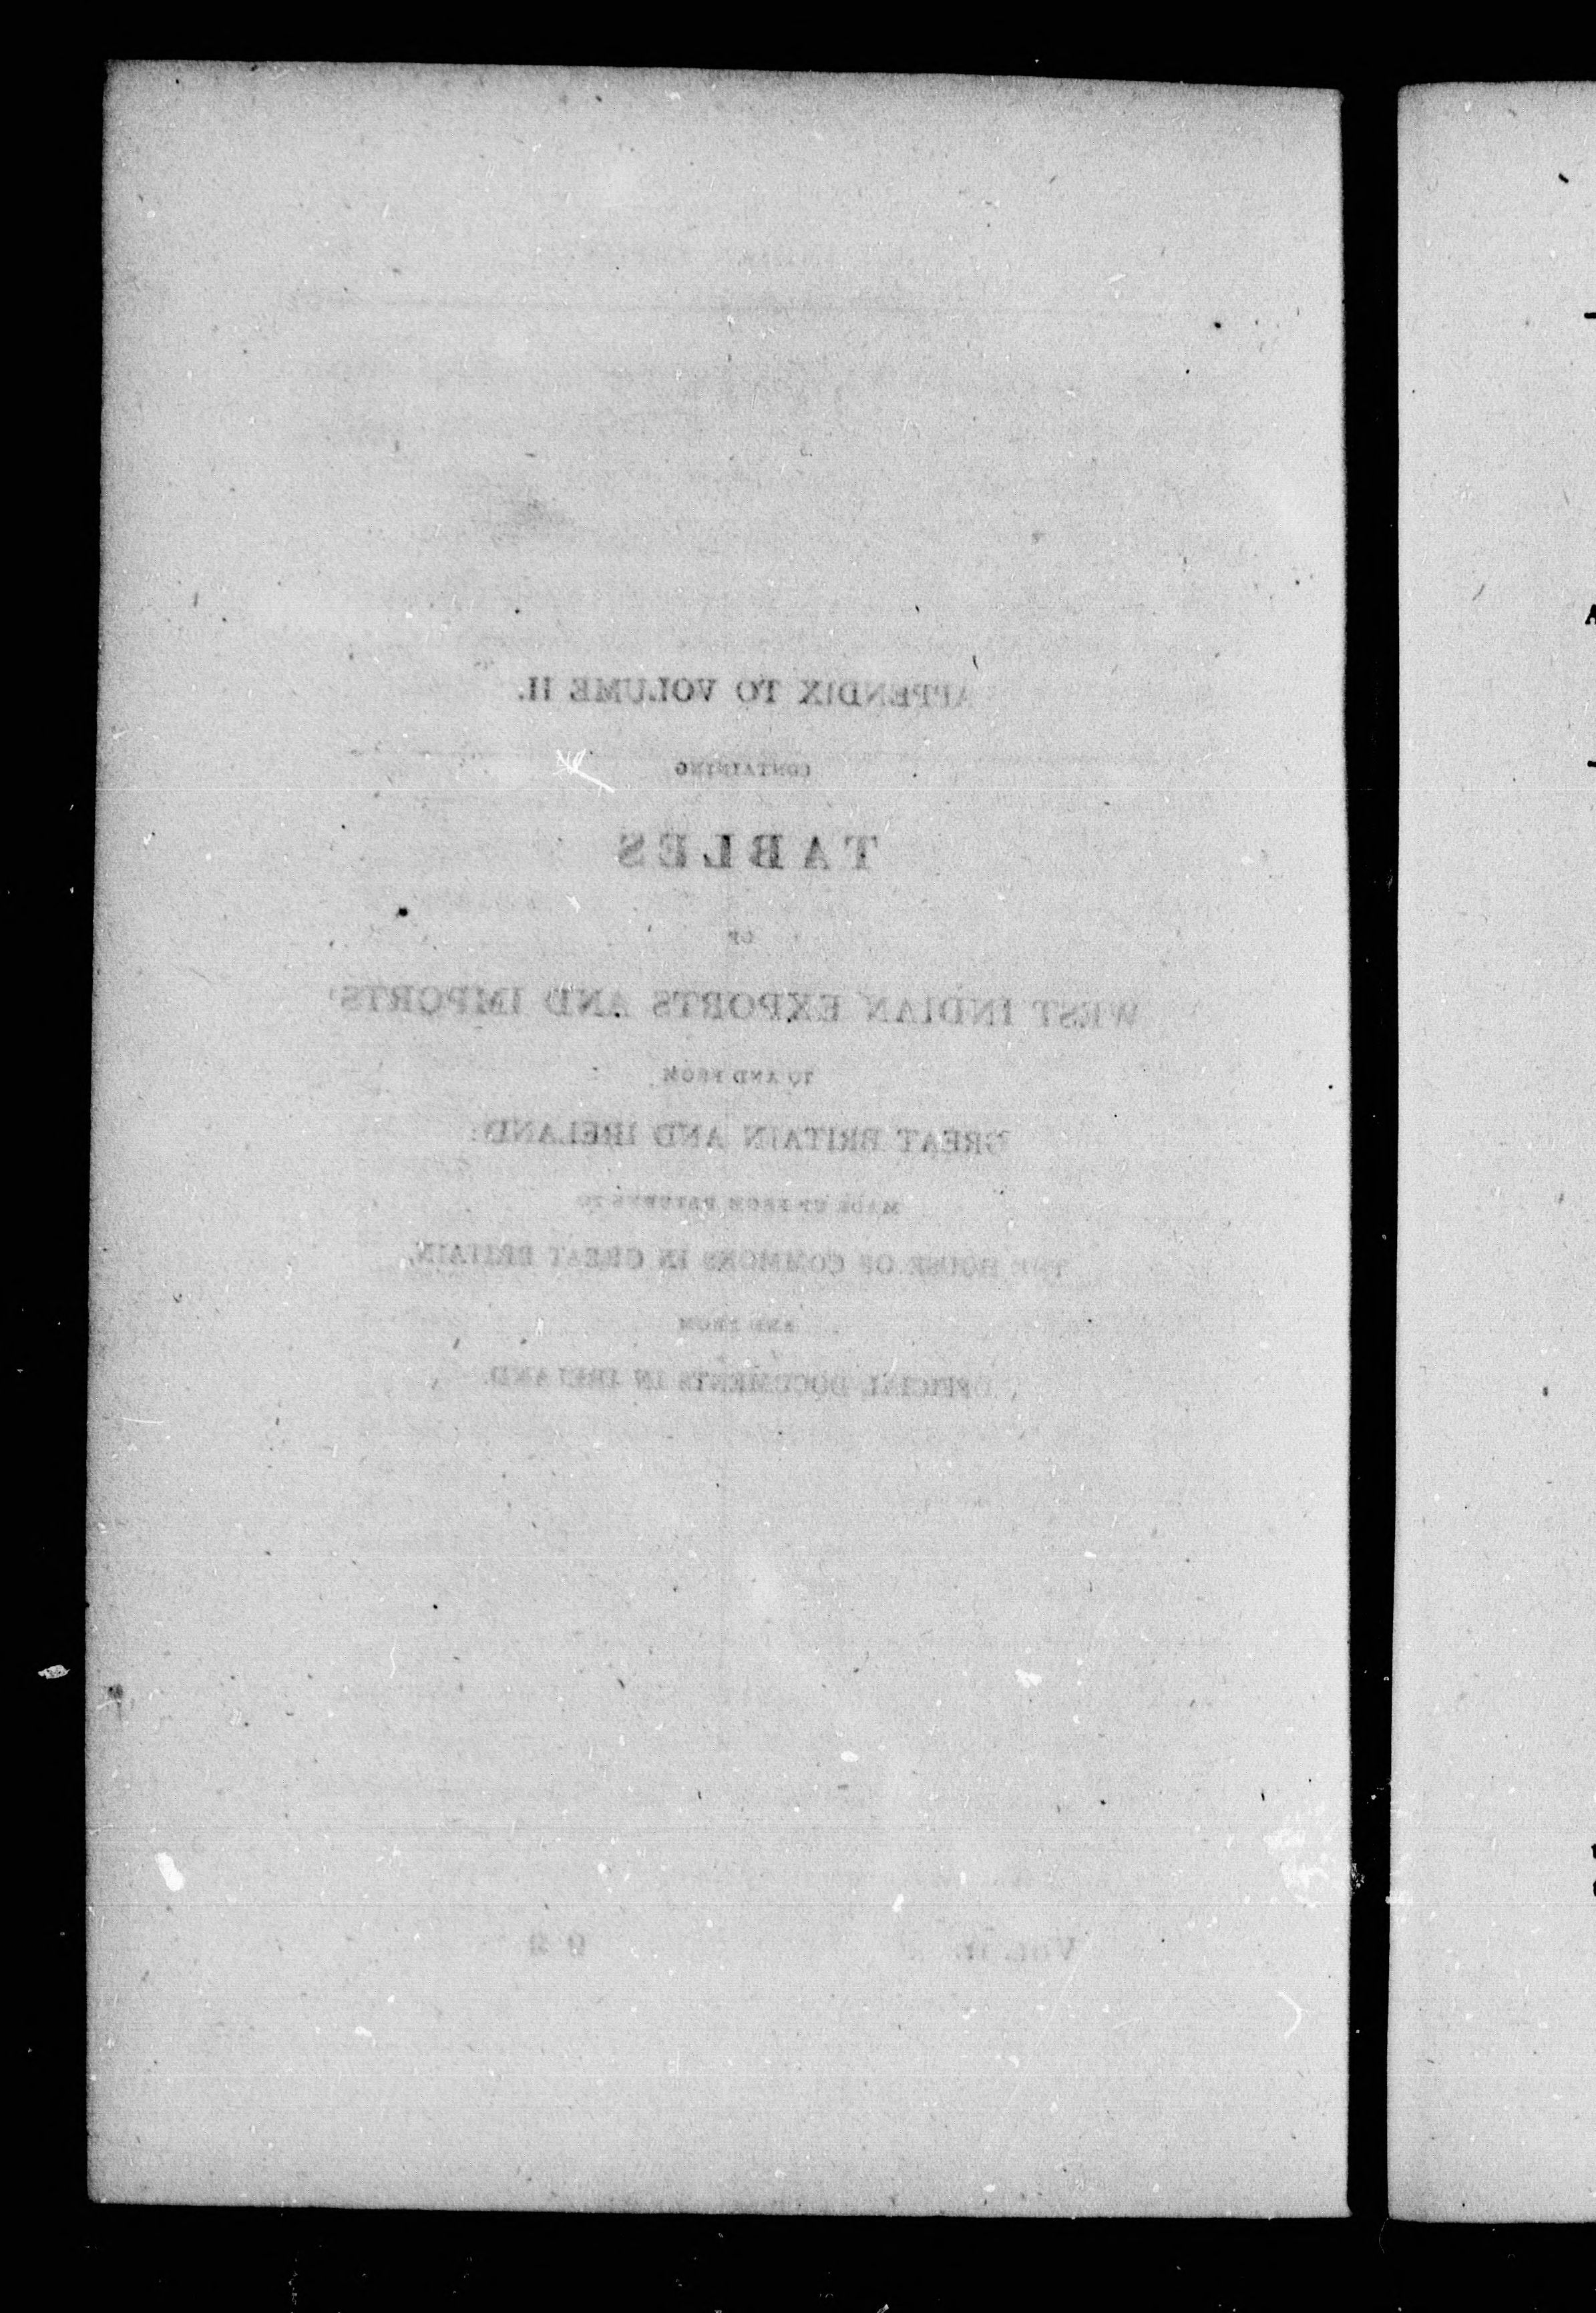 APPENDIX TO VOLUME II.
CONTAINING
TABLES
OF
WEST INDIAN EXPORTS AND IMPORTS
TO AND FROM
GREAT BRITAIN AND IRELAND:
MADE UP FROM RETURNS TO
THE HOUSE OF COMMONS IN GREAT BRITAIN,
AND FROM
OFFICIAL DOCUMENTS IN IRELAND.
VOL. II.